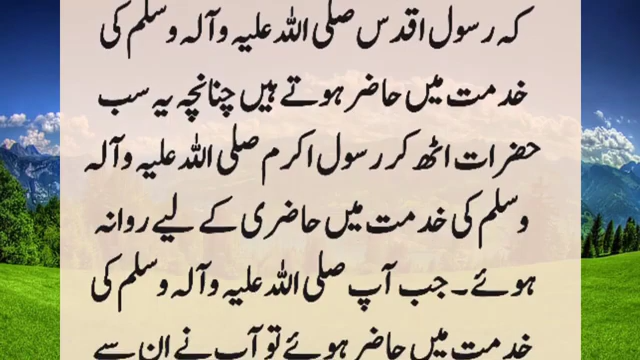 کہ رسول اقدس صلی اللہ علیہ وآلہ وسلم کی
خدمت میں حاضر ہوتے ہیں چنانچہ یہ سب
حضرات اٹھ کر رسول اکرم صلی اللہ علیہ وآلہ
وسلم کی خدمت میں حاضری کے لیے روانہ
ہوئے۔ جب آپ صلی اللہ علیہ وآلہ وسلم کی
خدمت میں حاضر ہوئے تو آپ نے ان سے